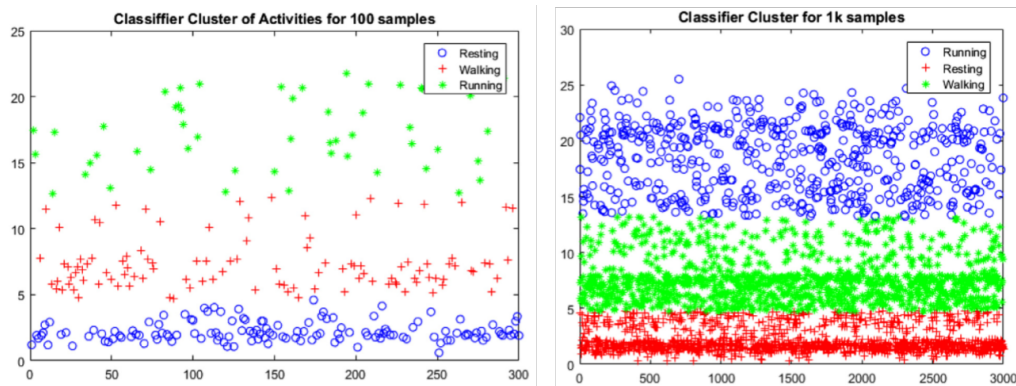 Classiffier Cluster of Activities for 100 samples
25
20
15
10
5
0
0 50 100 150 200 250 300
Resting
Walking
Running
Classifier Cluster for 1k samples
30
25
20
15
10
5
0
0 500 1000 1500 2000 2500 3000
Running
Resting
Walking